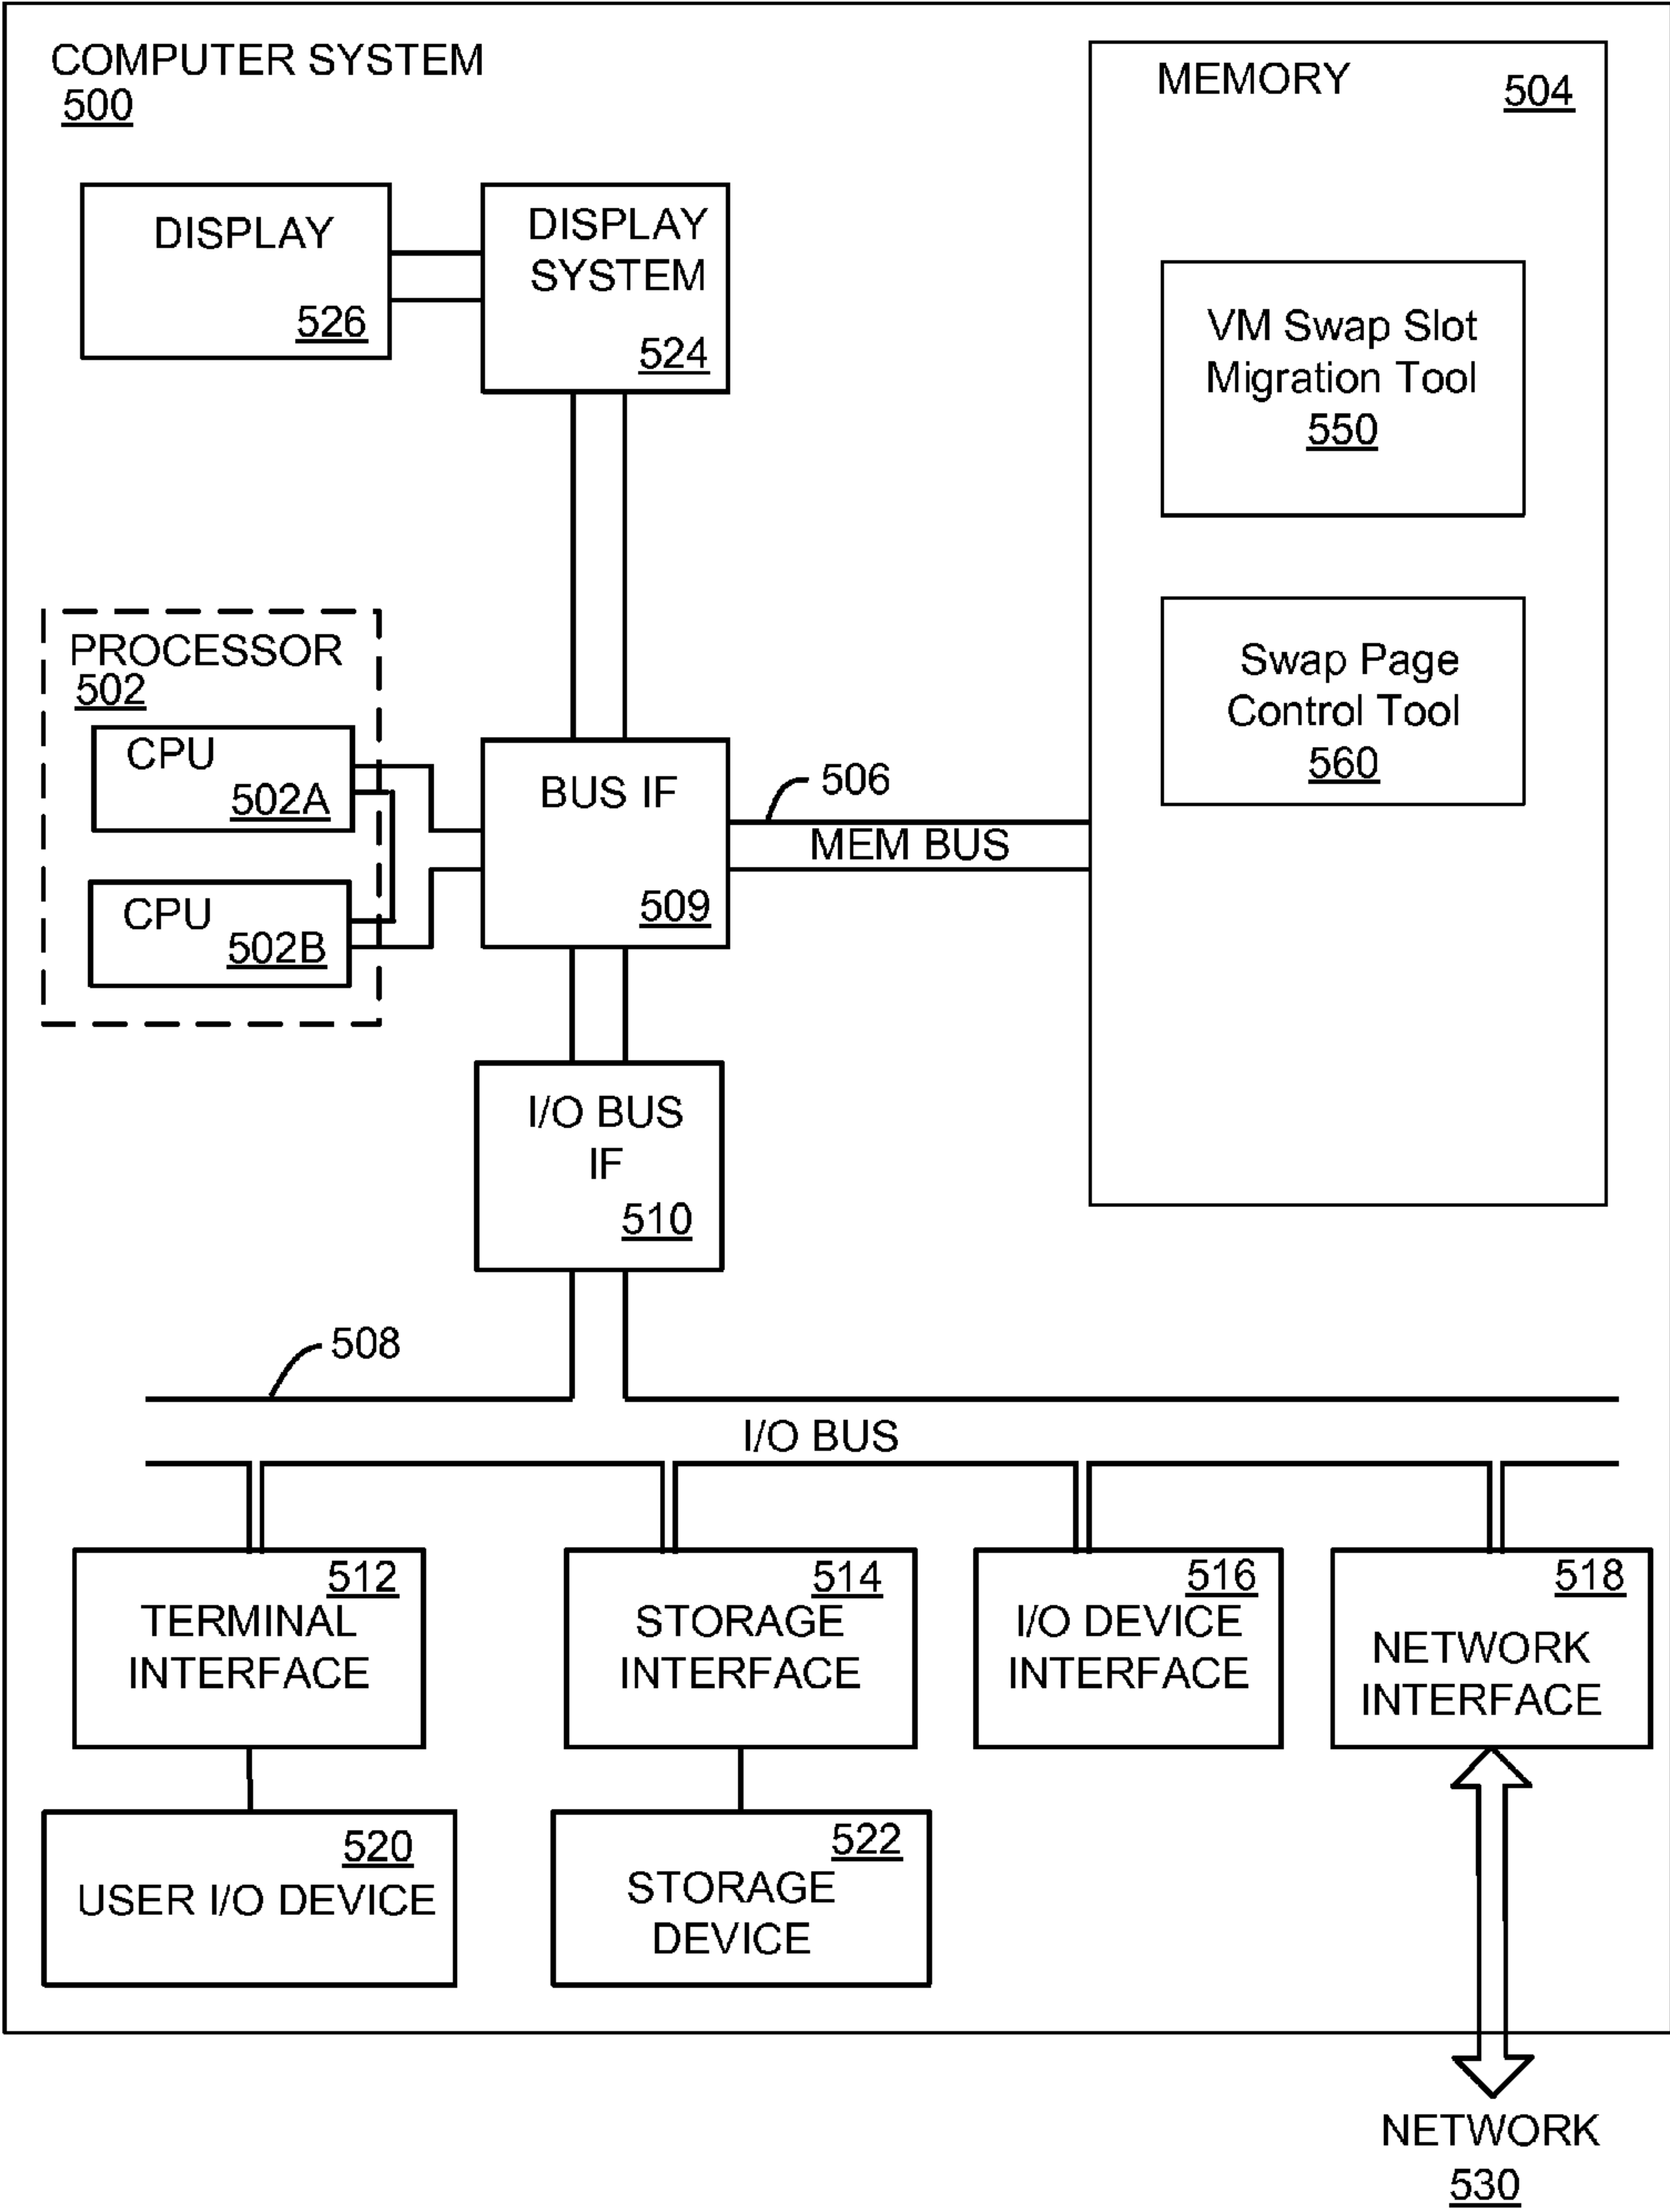 COMPUTER SYSTEM
500
MEMORY
504
DISPLAY
526
DISPLAY
SYSTEM
524
VM Swap Slot
Migration Tool
550
Swap Page
Control Tool
560
PROCESSOR
502
CPU
502A
CPU
502B
BUS IF
509
506
MEM BUS
I/O BUS
IF
510
508
I/O BUS
512
TERMINAL
INTERFACE
514
STORAGE
INTERFACE
516
I/O DEVICE
INTERFACE
518
NETWORK
INTERFACE
520
USER I/O DEVICE
522
STORAGE
DEVICE
NETWORK
530